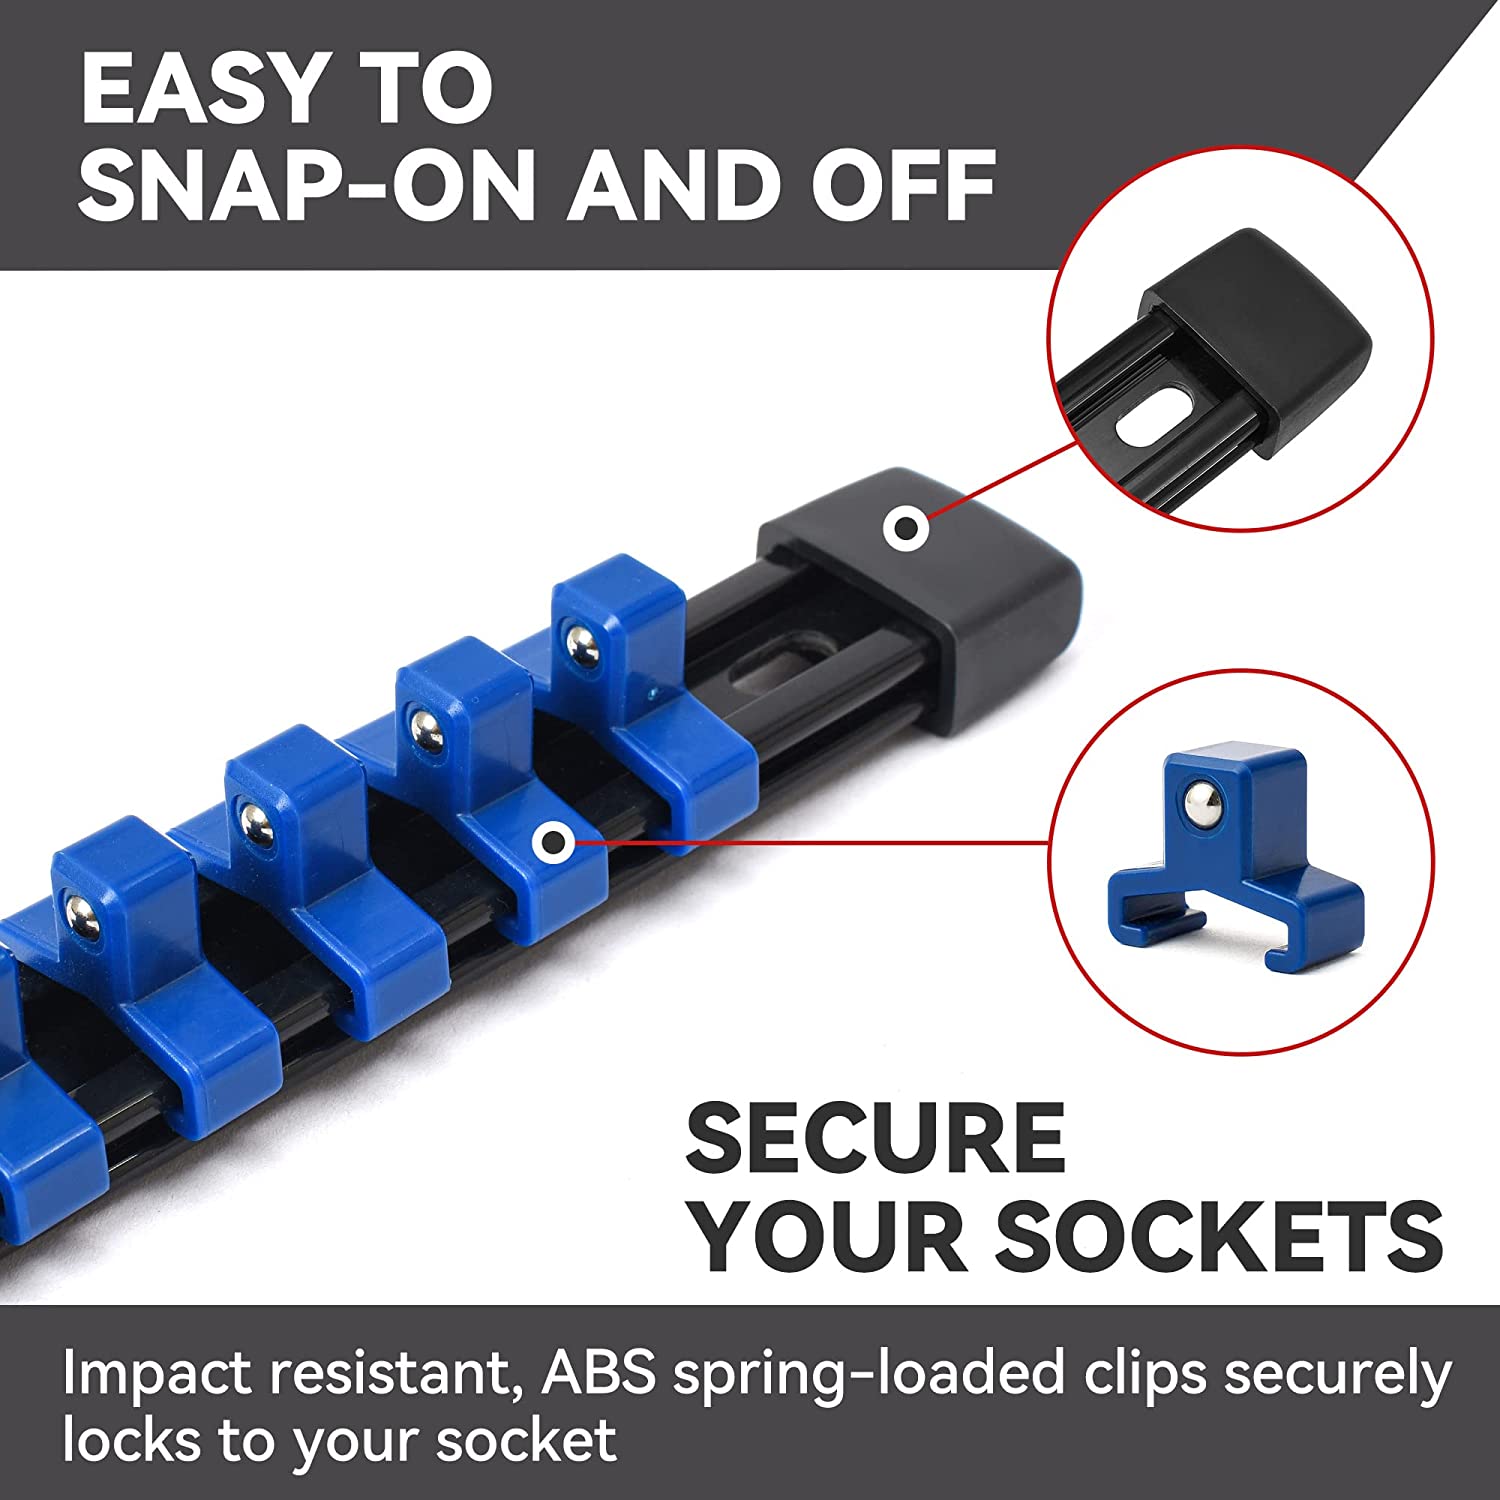 EASY TO
SNAP-ON AND OFF
SECURE
YOUR SOCKETS
Impact resistant, ABS spring-loaded clips securely
locks to your socket